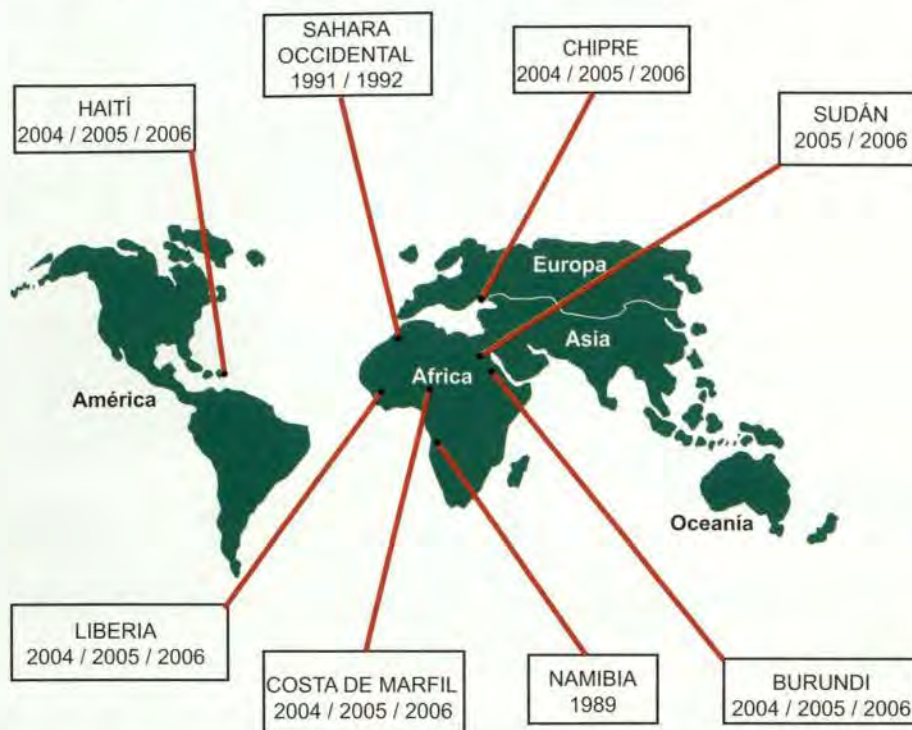 SAHARA
OCCIDENTAL
1991 / 1992
CHIPRE
2004 / 2005 / 2006
HAITÍ
2004 / 2005 / 2006
SUDÁN
2005 / 2006
Europa
Asia
Africa
América
Oceanía
LIBERIA
2004 / 2005 / 2006
COSTA DE MARFIL
2004 / 2005 / 2006
NAMIBIA
1989
BURUNDI
2004 / 2005 / 2006